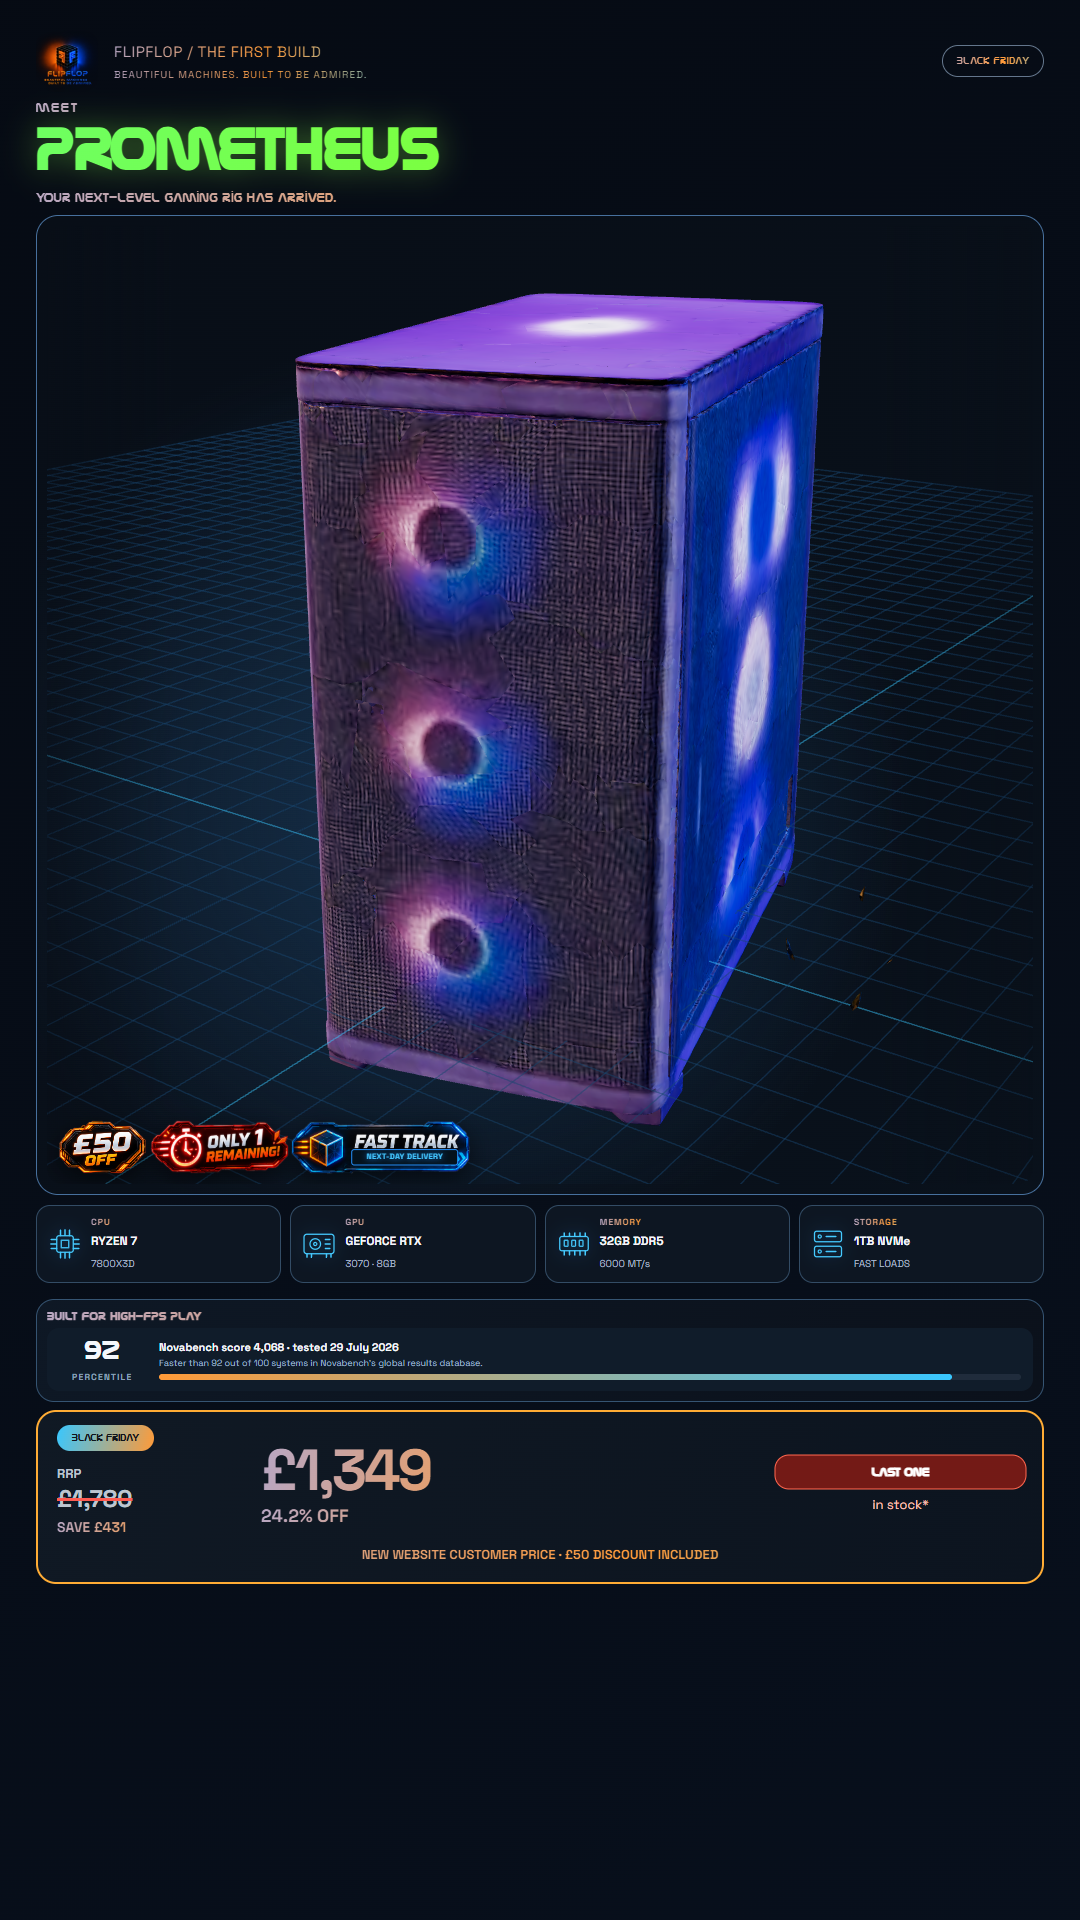 FLIPFLOP
FLIPFLOP / THE FIRST BUILD
BEAUTIFUL MACHINES. BUILT TO BE ADMIRED.
BLACK FRIDAY
MEET
PROMETHEUS
YOUR NEXT-LEVEL GAMING RIG HAS ARRIVED.
£50
OFF
ONLY 1
REMAINING!
FAST TRACK
NEXT-DAY DELIVERY
CPU
RYZEN 7
7800X3D
GPU
GEFORCE RTX
3070 · 8GB
MEMORY
32GB DDR5
6000 MT/s
STORAGE
1TB NVMe
FAST LOADS
BUILT FOR HIGH-FPS PLAY
92
PERCENTILE
Novabench score 4,068 · tested 29 July 2026
Faster than 92 out of 100 systems in Novabench's global results database.
BLACK FRIDAY
RRP
£1,780
SAVE £431
£1,349
24.2% OFF
LAST ONE
in stock*
NEW WEBSITE CUSTOMER PRICE · £50 DISCOUNT INCLUDED